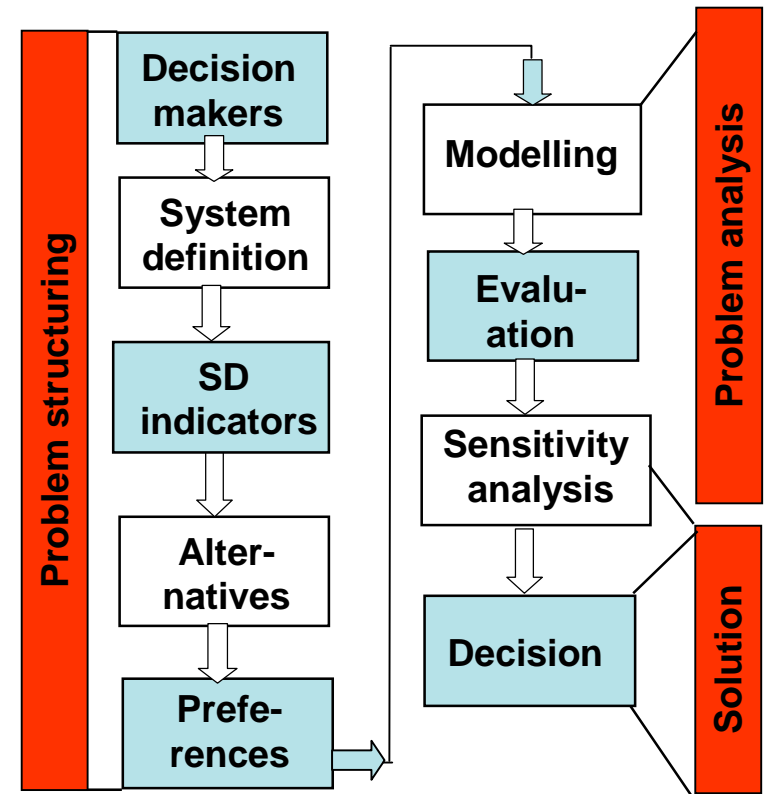 Problem structuring
Decision
makers
System
definition
SD
indicators
Alter-
natives
Prefe-
rences
Modelling
Evalu-
ation
Sensitivity
analysis
Decision
Problem analysis
Solution